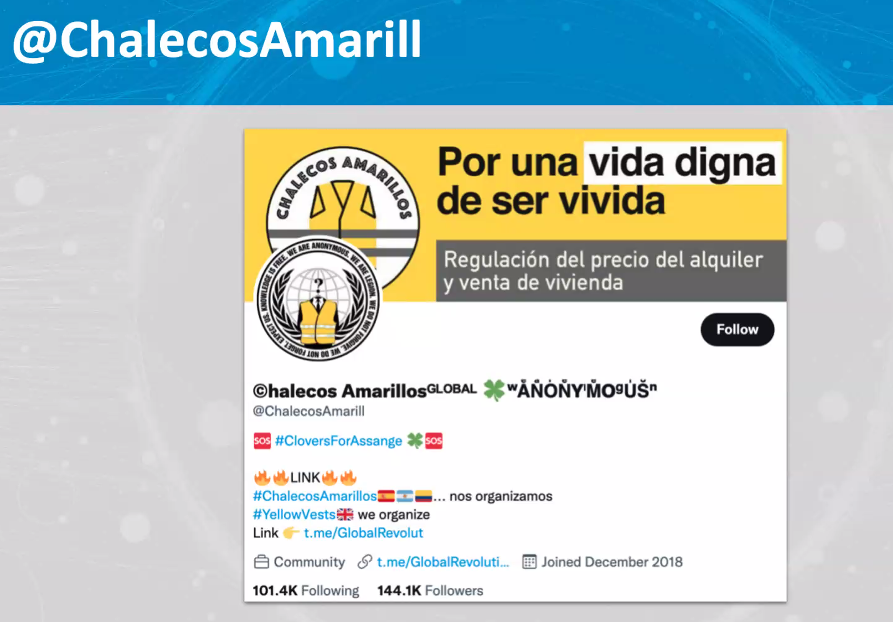 @ChalecosAmarill
CHALECOS AMARILLOS
Por una vida digna
de ser vivida
Regulación del precio del alquiler
y venta de vivienda
KNOWLEDGE IS FREE. WE ARE ANONYMOUS. WE ARE LEGION. WE DO NOT FORGIVE. WE DO NOT FORGET. EXPECT US.
?
Follow
©halecos Amarillosᴳᴸᴼᴮᴬᴸ 🍀ʷÅÑÓŇYᶦM̊OᶢÙŠⁿ
@ChalecosAmarill
🆘 #CloversForAssange 🍀🆘
🔥🔥LINK🔥🔥
#ChalecosAmarillos🇪🇸🇦🇷🇨🇴... nos organizamos
#YellowVests🇬🇧 we organize
Link 👉 t.me/GlobalRevolut
Community t.me/GlobalRevoluti... Joined December 2018
101.4K Following 144.1K Followers